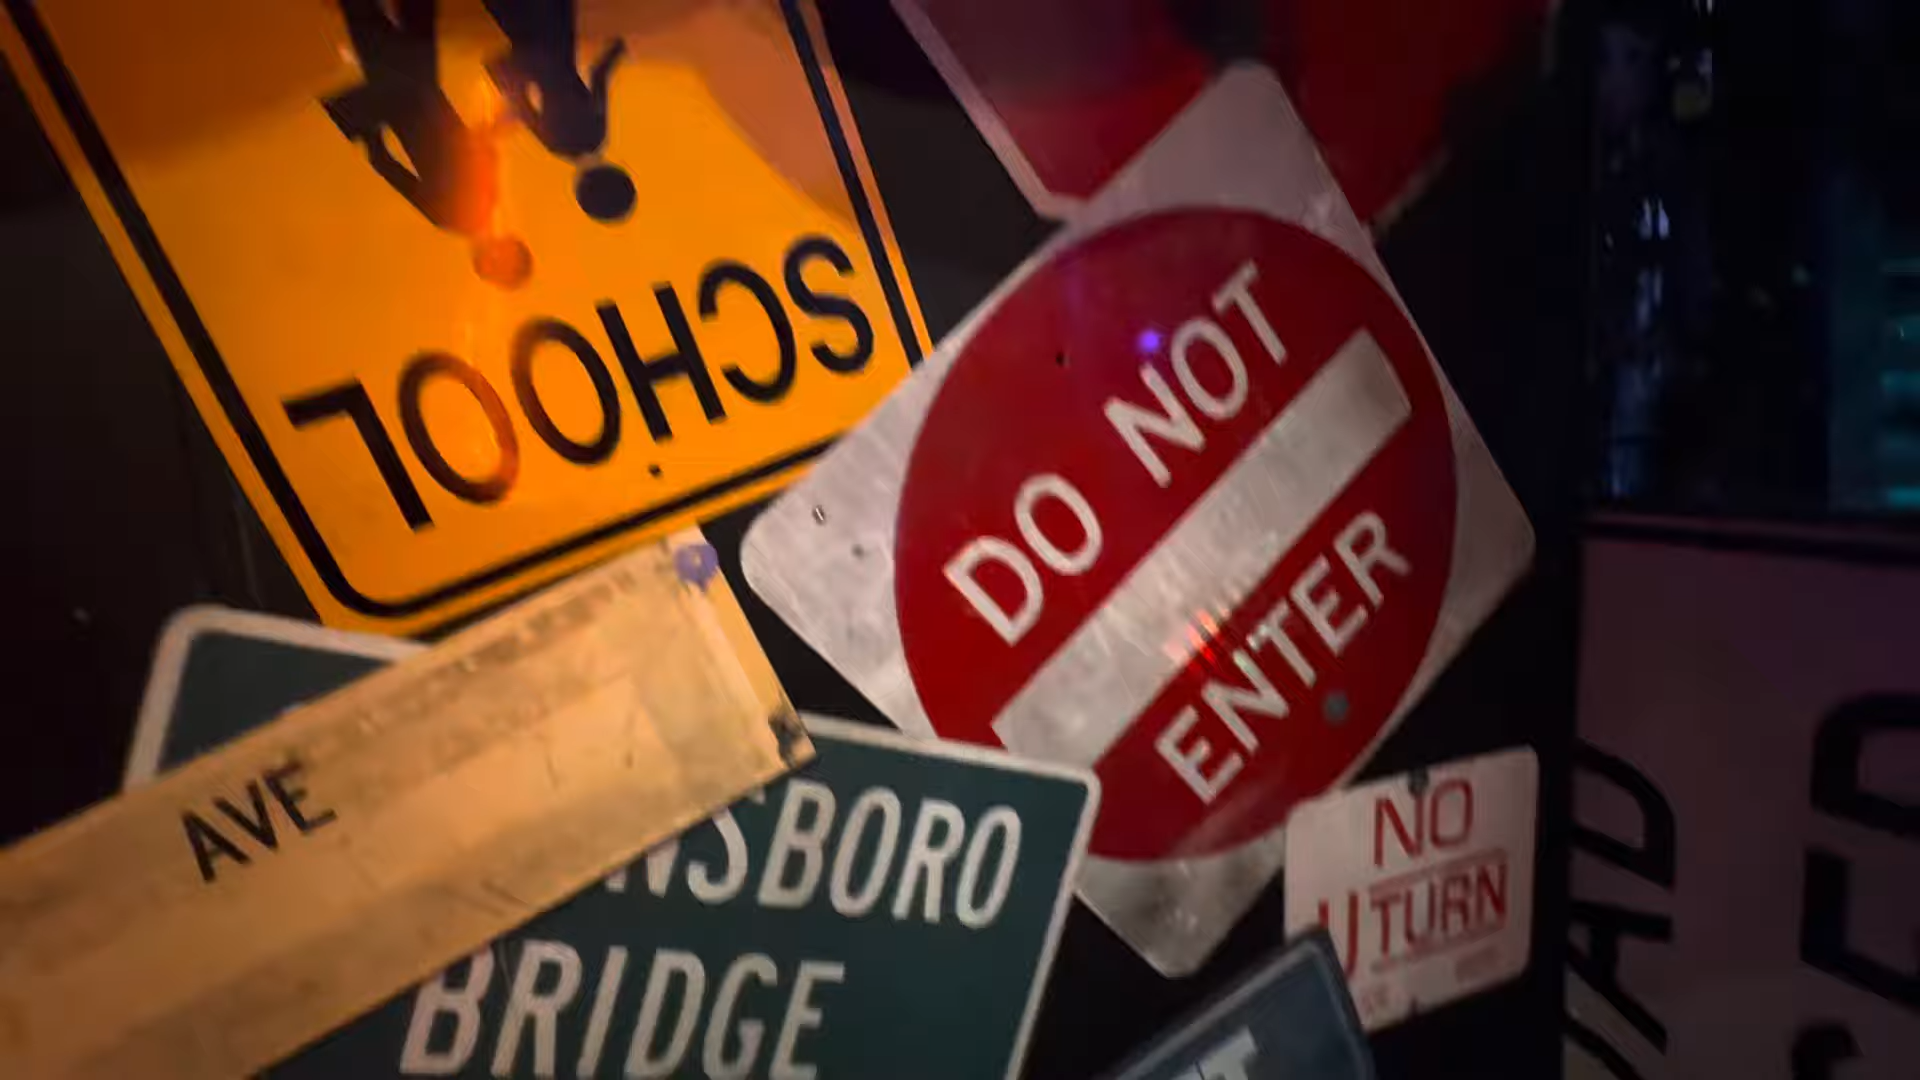 SCHOOL
DO NOT
ENTER
AVE
NSBORO
BRIDGE
NO
U TURN